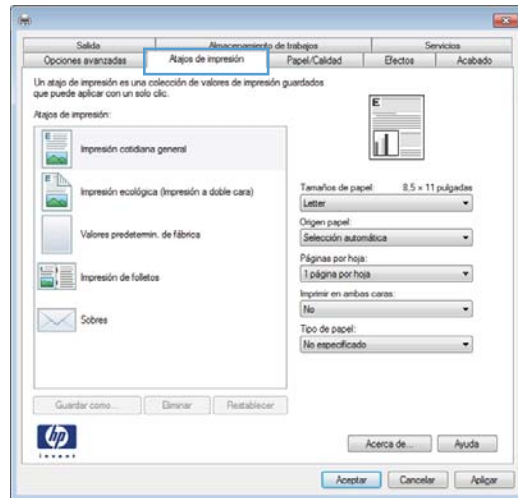 Salida Almacenamiento de trabajos Servicios
Opciones avanzadas Atajos de impresión Papel/Calidad Efectos Acabado
Un atajo de impresión es una colección de valores de impresión guardados
que puede aplicar con un solo clic.
Atajos de impresión:
E
Impresión cotidiana general
Impresión ecológica (Impresión a doble cara)
Valores predetermin. de fábrica
Impresión de folletos
Sobres
E
Tamaños de papel: 8,5 × 11 pulgadas
Letter
Origen papel:
Selección automática
Páginas por hoja:
1 página por hoja
Imprimir en ambas caras:
No
Tipo de papel:
No especificado
Guardar como... Eliminar Restablecer
hp
invent
Acerca de... Ayuda
Aceptar Cancelar Aplicar